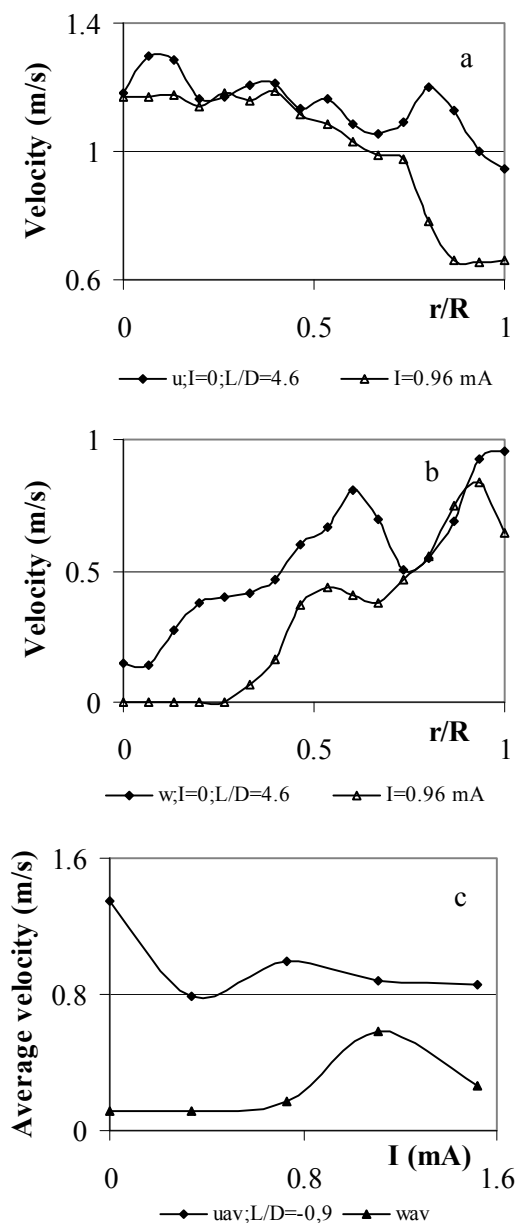 1.4
a
Velocity (m/s)
1
0.6
0 0.5 1
r/R
u;I=0;L/D=4.6 I=0.96 mA
1
b
Velocity (m/s)
0.5
0
0 0.5 1
r/R
w;I=0;L/D=4.6 I=0.96 mA
1.6
c
Average velocity (m/s)
0.8
0
0 0.8 1.6
I (mA)
uav;L/D=-0,9 wav